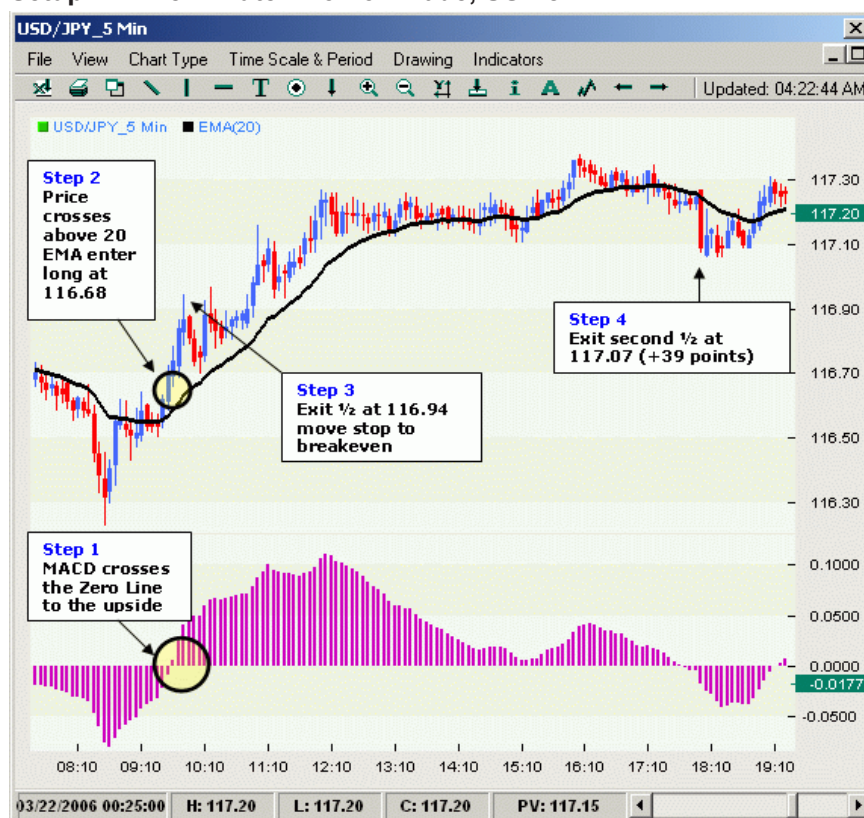 USD/JPY_5 Min
File View Chart Type Time Scale & Period Drawing Indicators
Updated: 04:22:44 AM
USD/JPY_5 Min EMA(20)
Step 2
Price
crosses
above 20
EMA enter
long at
116.68
Step 3
Exit ½ at 116.94
move stop to
breakeven
Step 4
Exit second ½ at
117.07 (+39 points)
Step 1
MACD crosses
the Zero Line
to the upside
117.30
117.20
117.10
116.90
116.70
116.50
116.30
0.1000
0.0500
0.0000
-0.0177
-0.0500
08:10 09:10 10:10 11:10 12:10 13:10 14:10 15:10 16:10 17:10 18:10 19:10
03/22/2006 00:25:00 H: 117.20 L: 117.20 C: 117.20 PV: 117.15